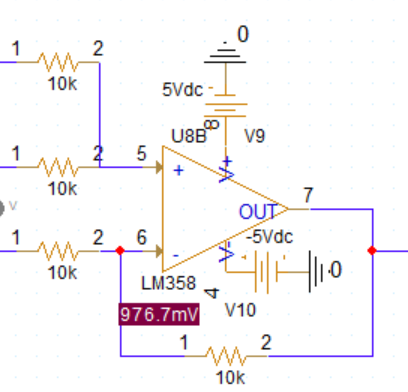 0
1 2
10k
5Vdc
-
8
U8B
V9
1 2
10k
5
+
+
V
7
OUT
V
1 2
10k
6
-
V
-
-5Vdc
0
LM358
4
V10
976.7mV
1 2
10k